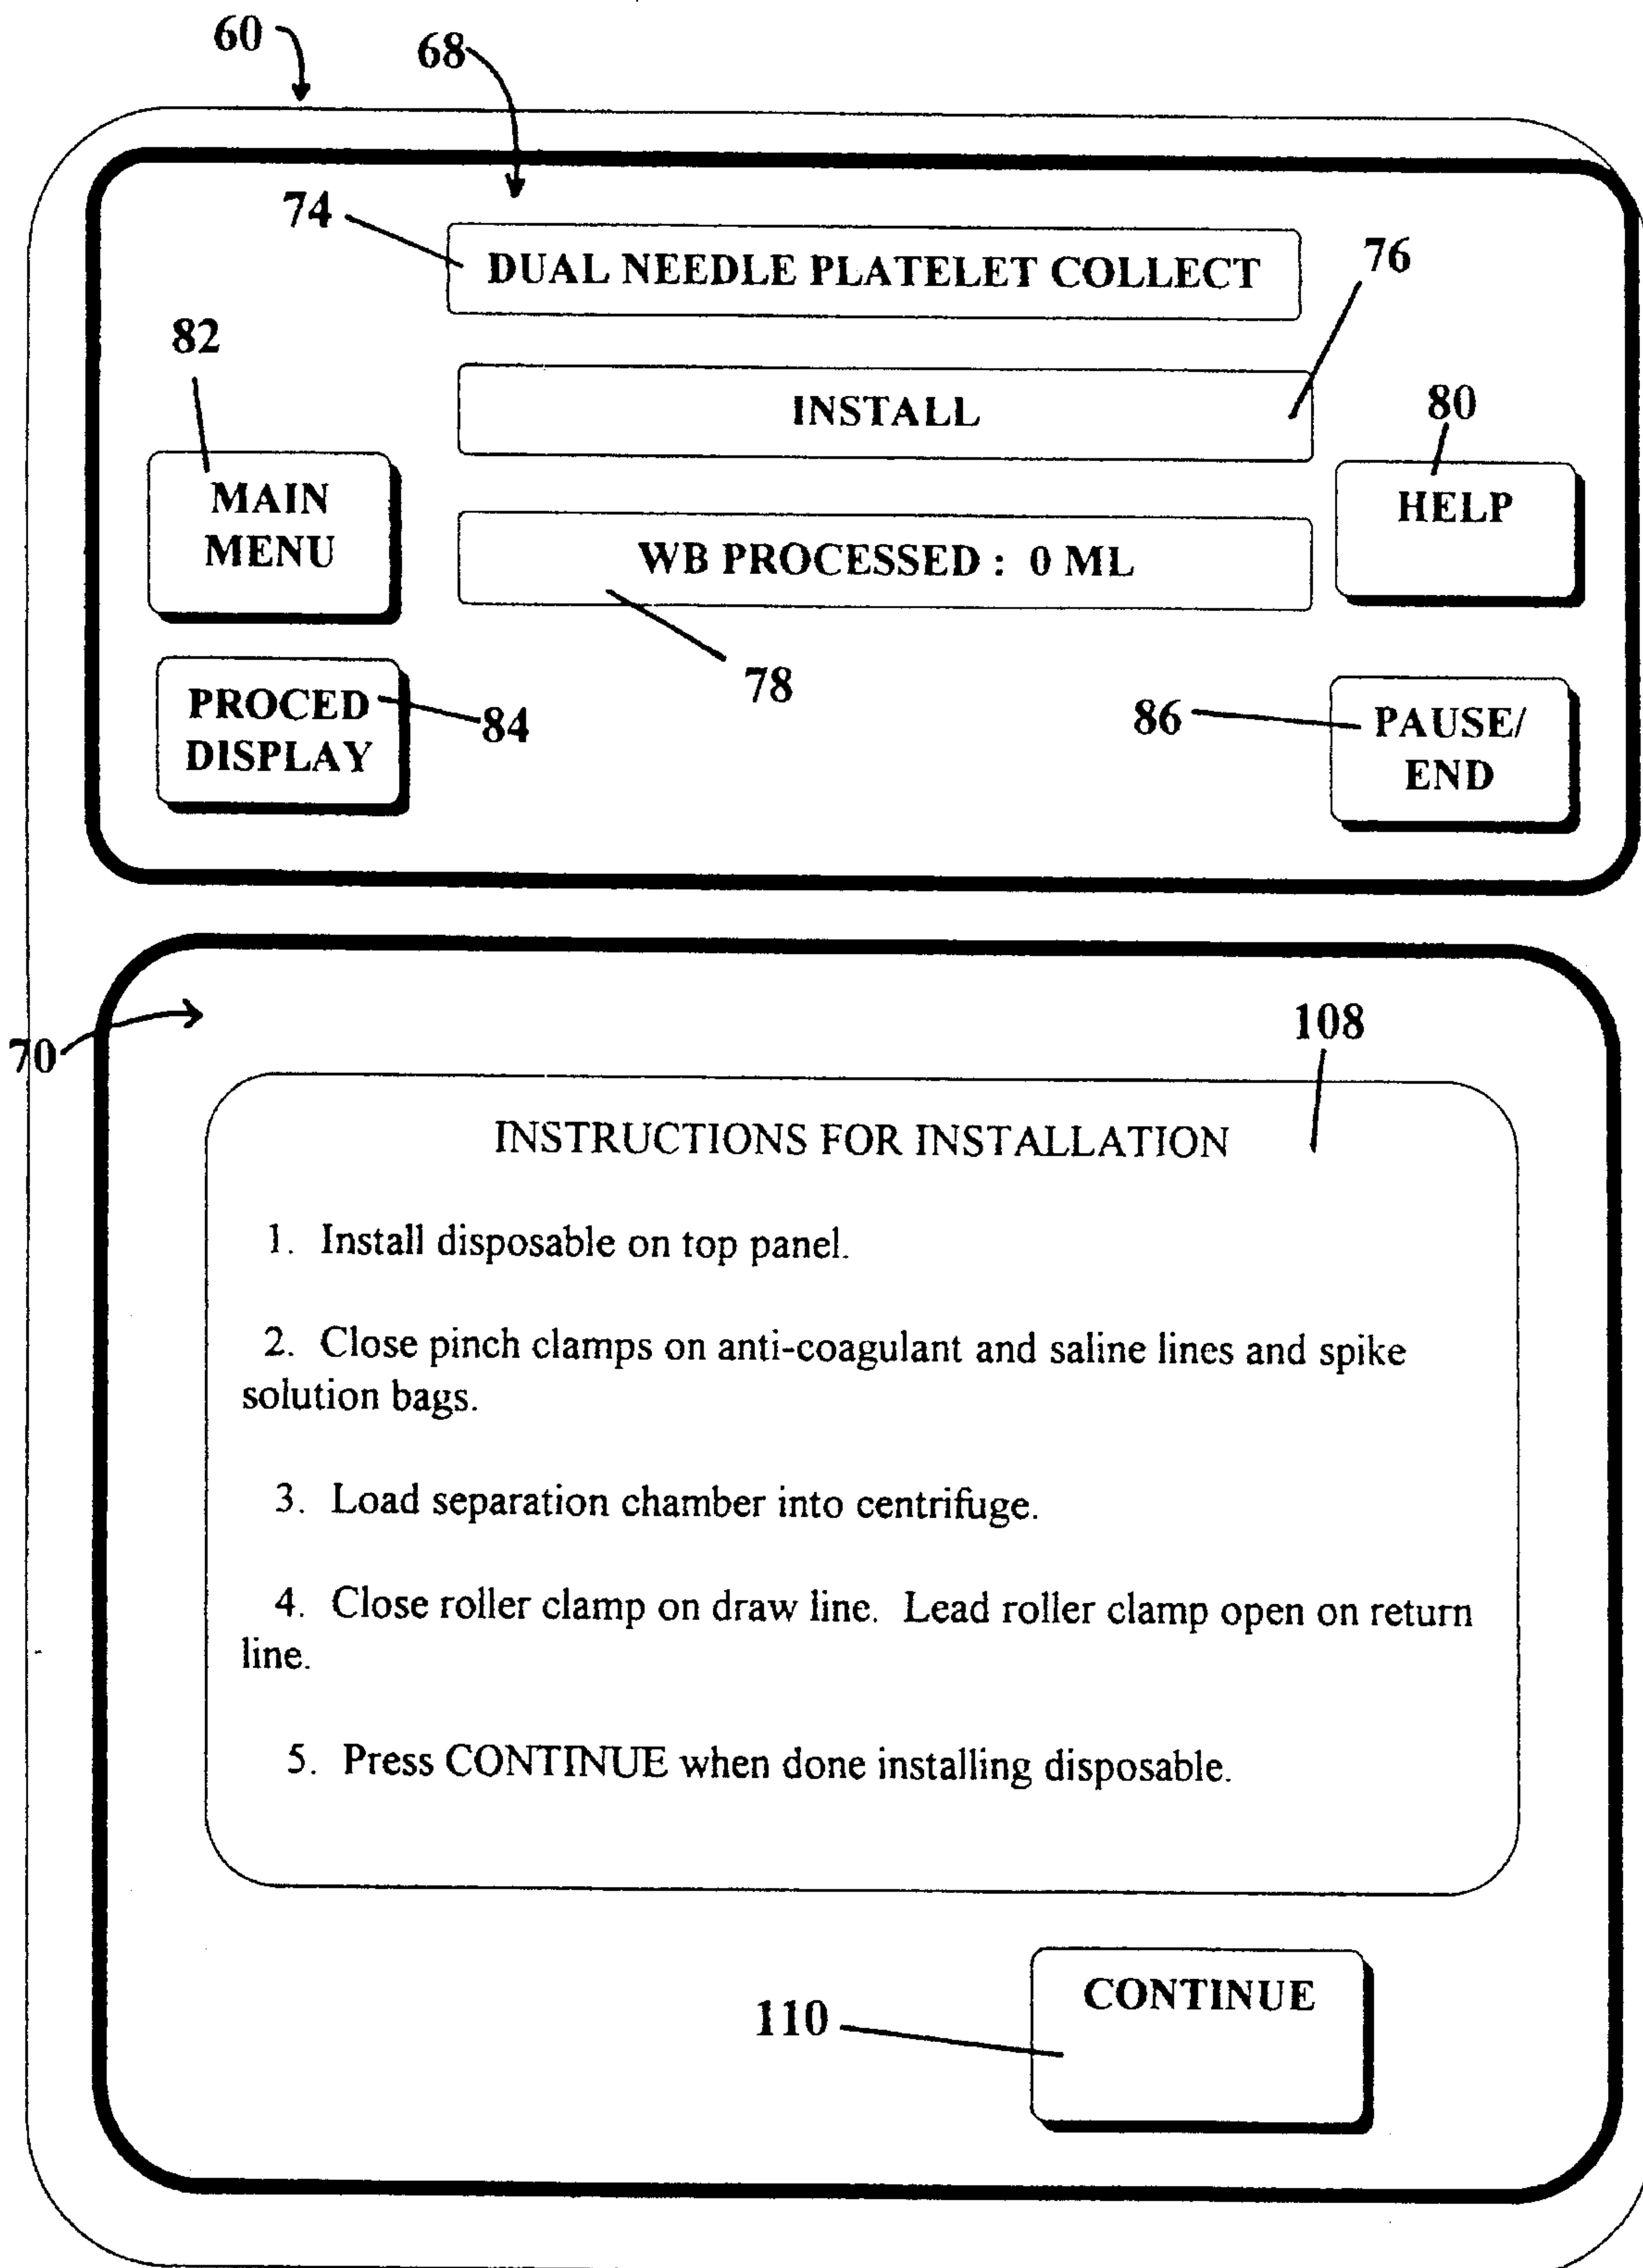 60
68
74
DUAL NEEDLE PLATELET COLLECT
76
82
INSTALL
80
MAIN
MENU
HELP
WB PROCESSED : 0 ML
78
PROCED
DISPLAY
84
86
PAUSE/
END
70
108
INSTRUCTIONS FOR INSTALLATION
1. Install disposable on top panel.
2. Close pinch clamps on anti-coagulant and saline lines and spike
solution bags.
3. Load separation chamber into centrifuge.
4. Close roller clamp on draw line. Lead roller clamp open on return
line.
5. Press CONTINUE when done installing disposable.
CONTINUE
110